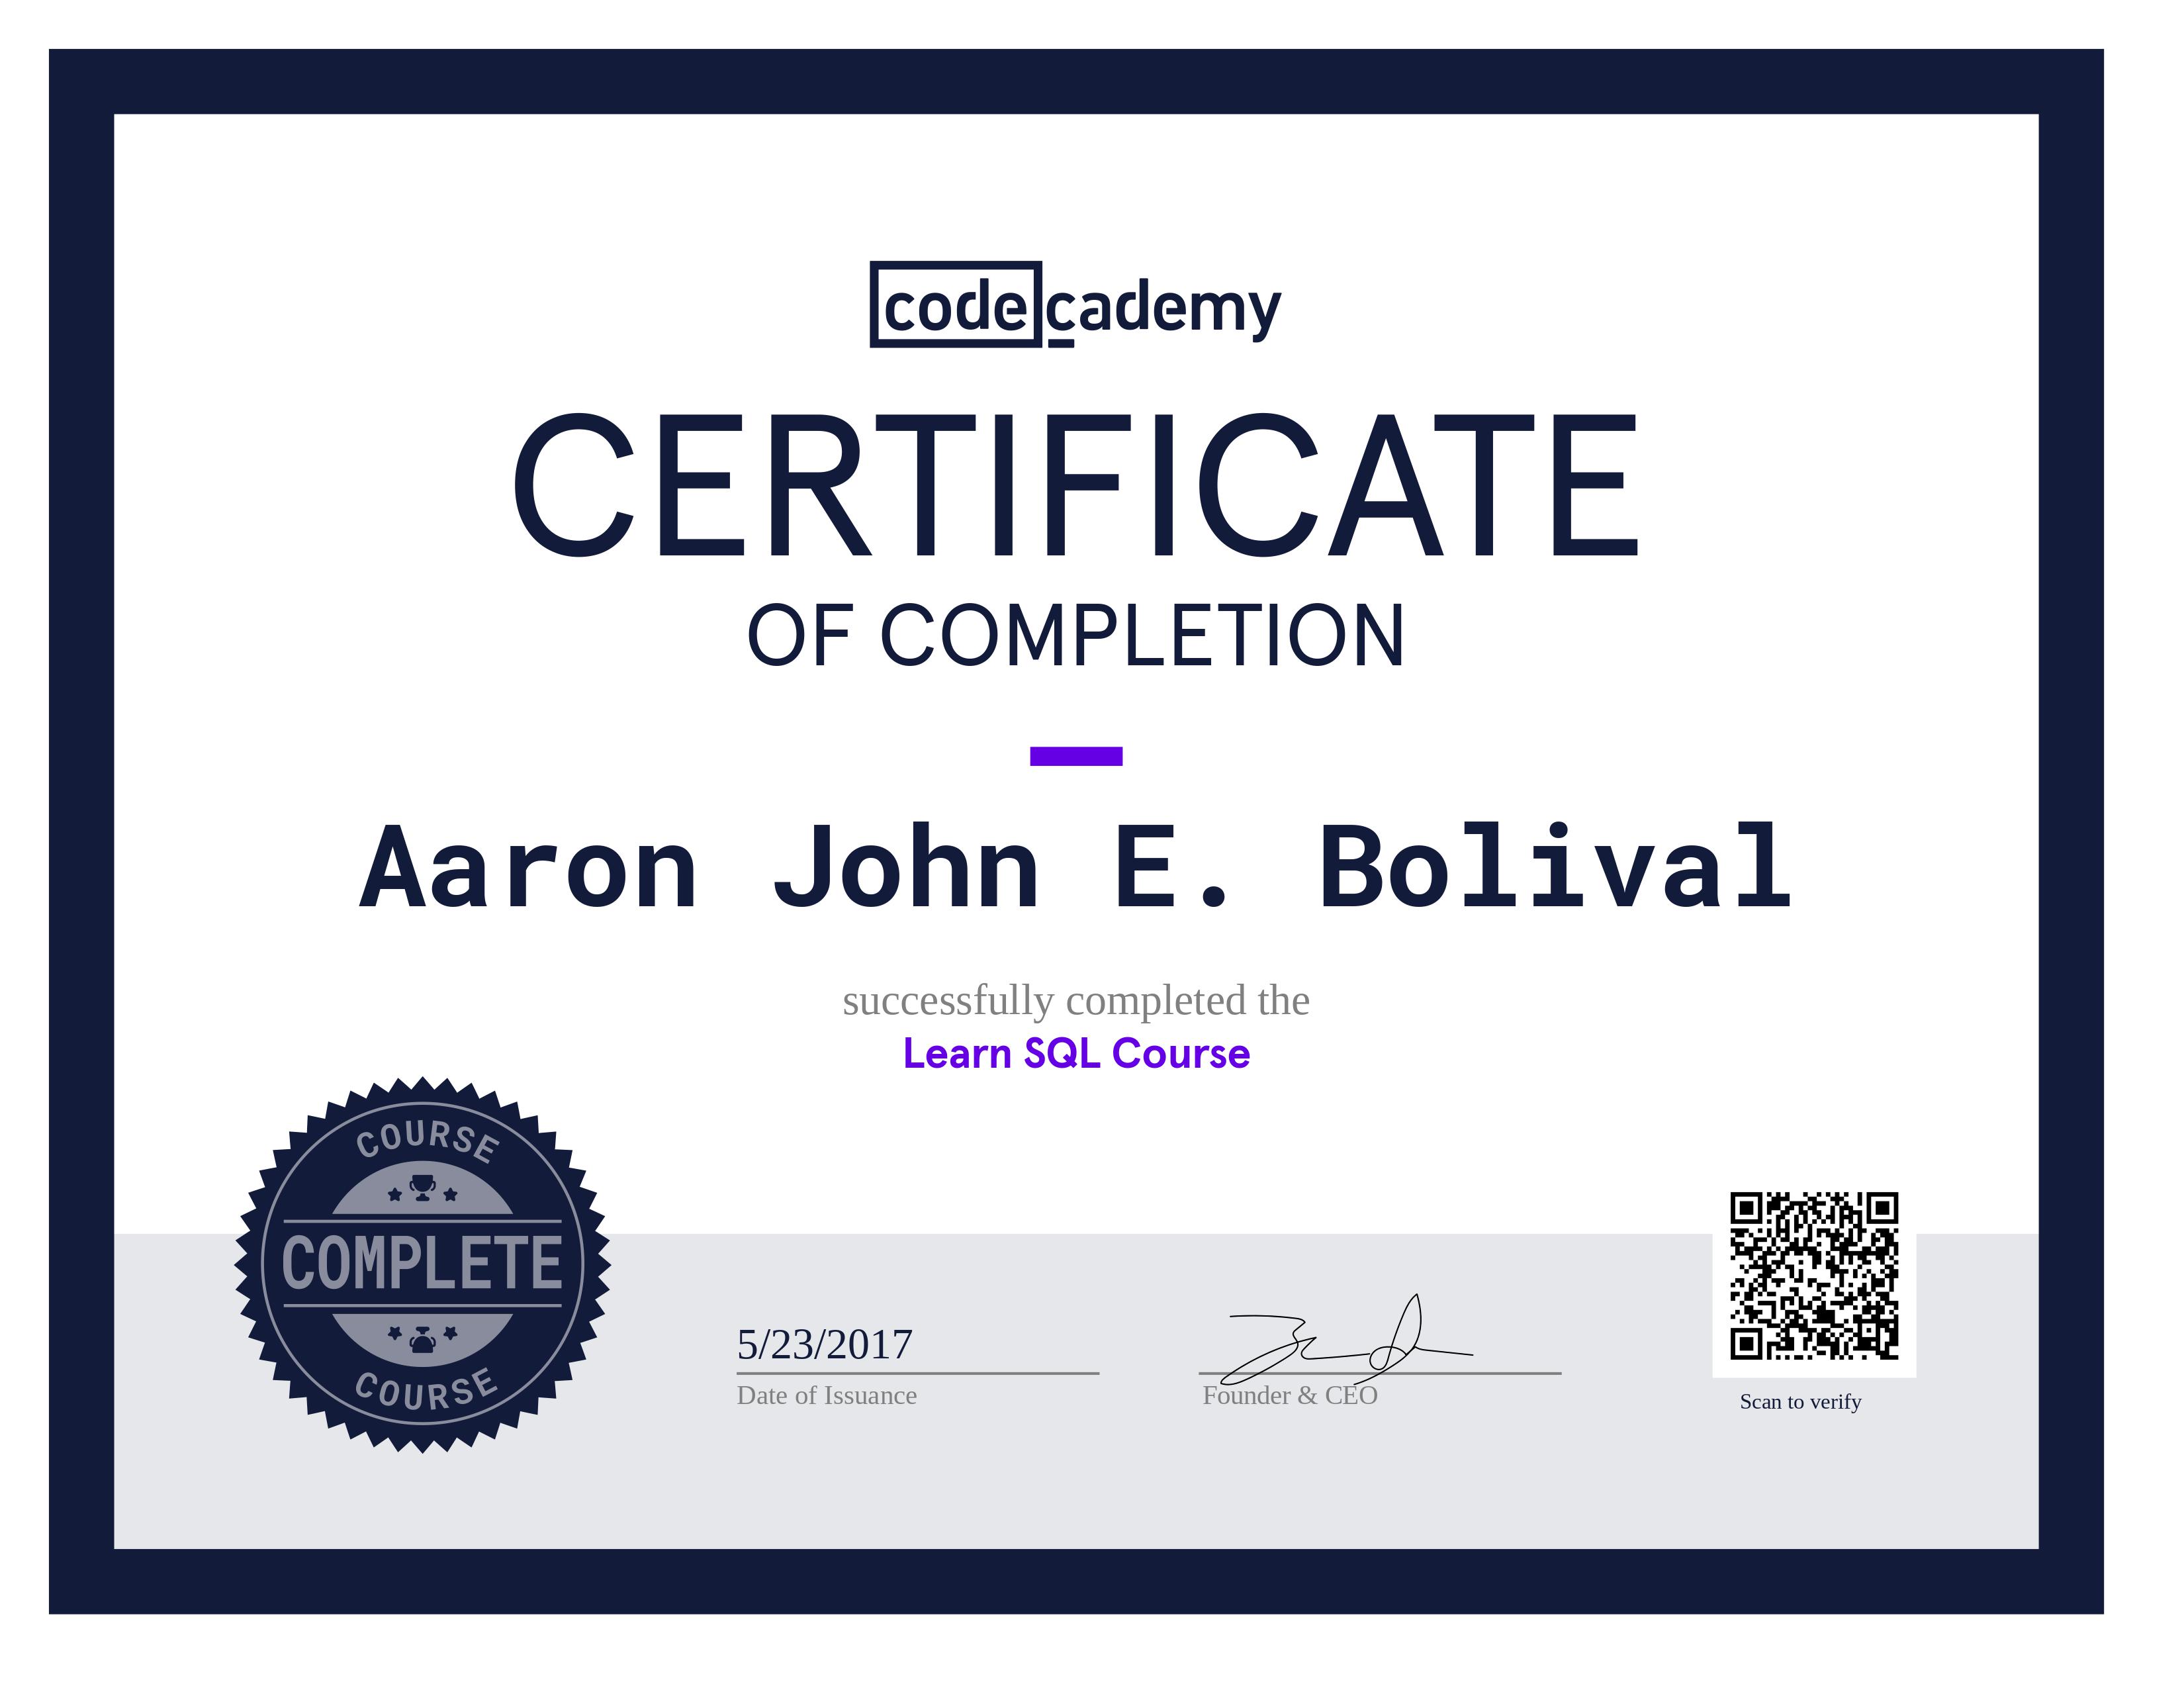 codecademy
CERTIFICATE
OF COMPLETION
Aaron John E. Bolival
successfully completed the
Learn SQL Course
COURSE
COMPLETE
COURSE
5/23/2017
Date of Issuance
Founder & CEO
Scan to verify